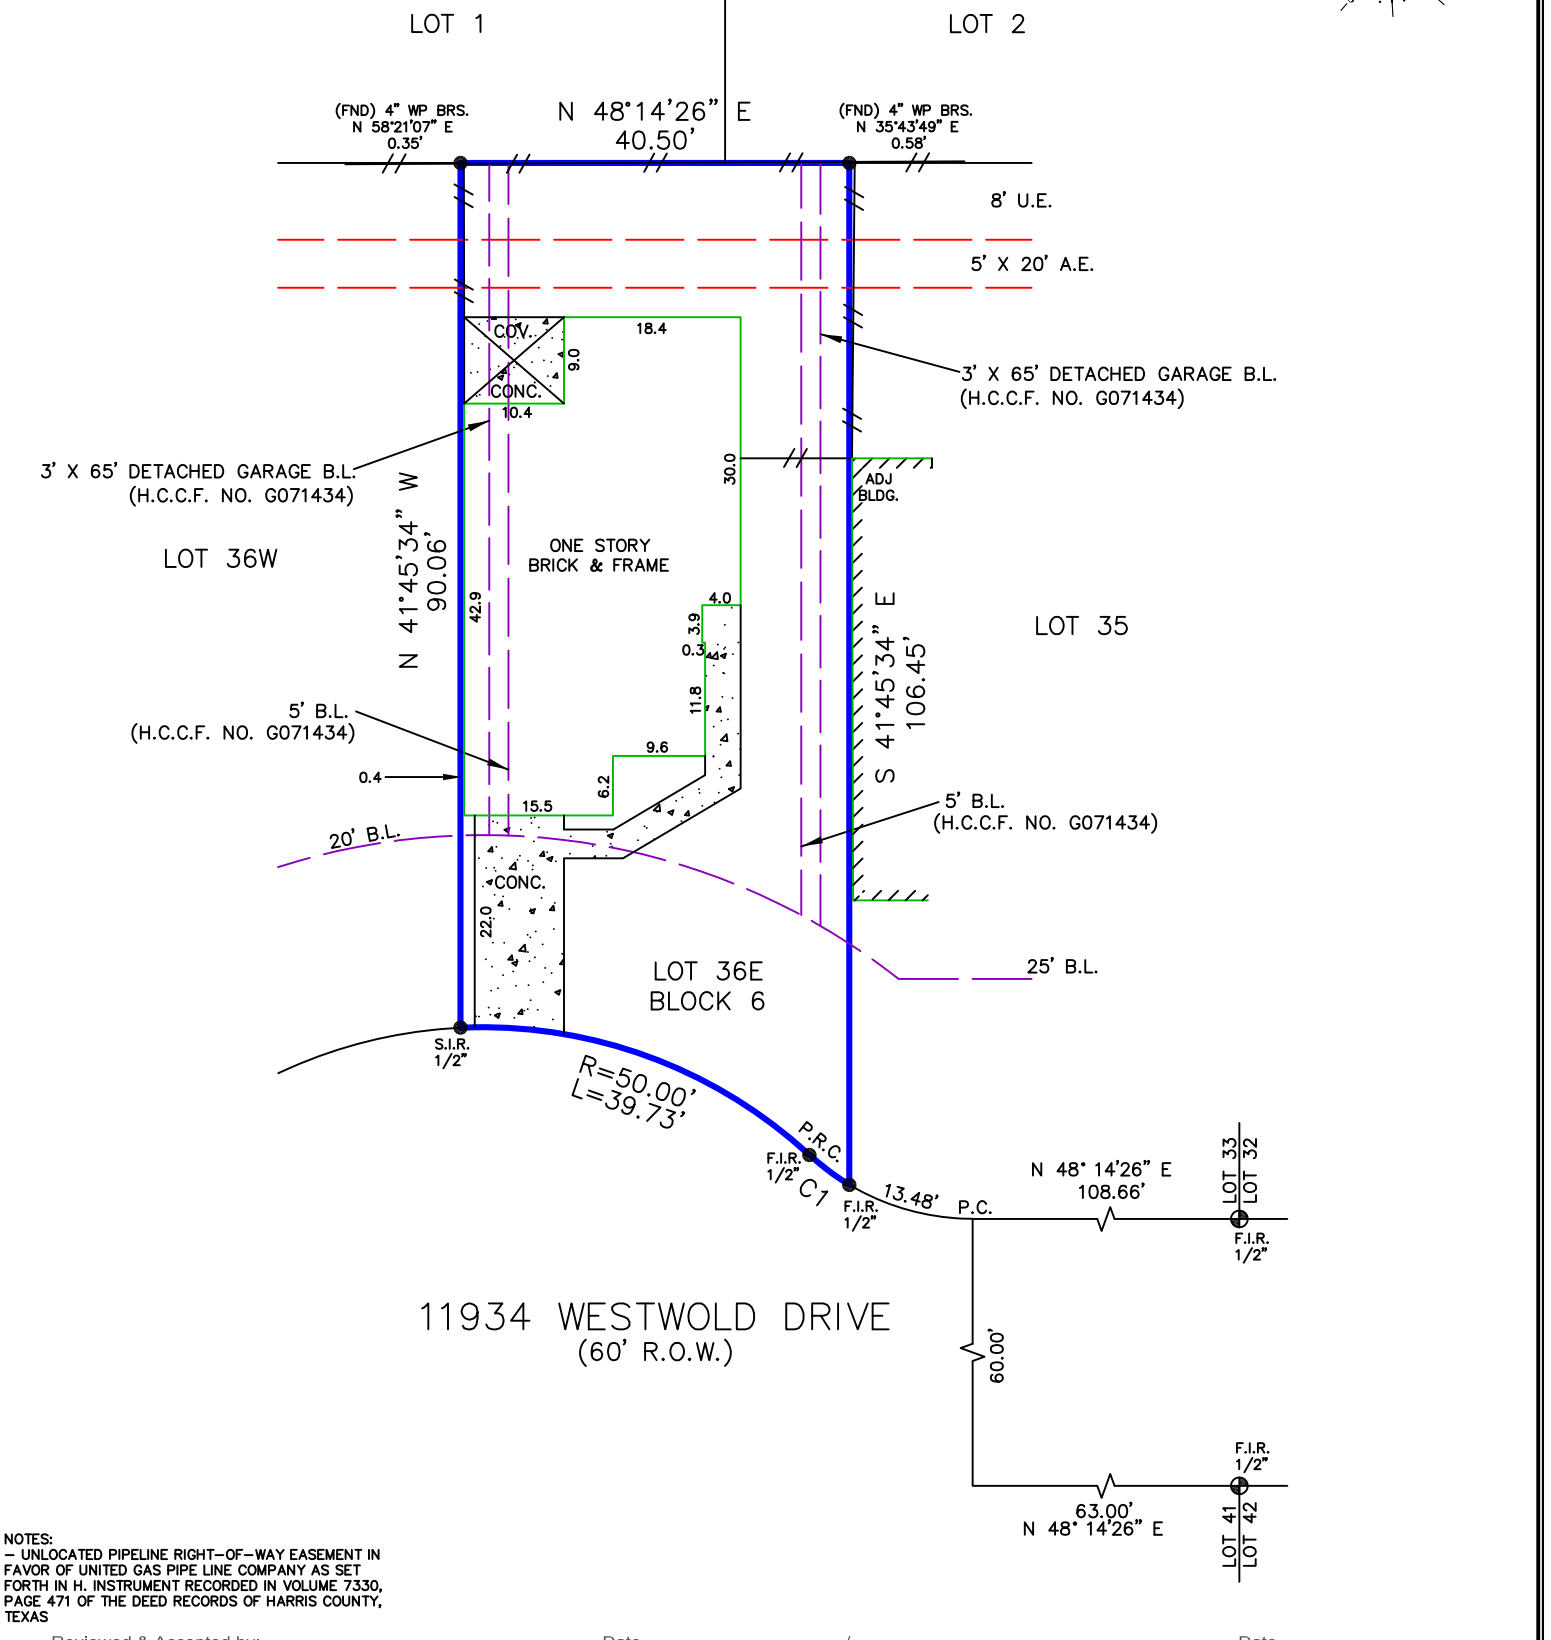 LOT 1
LOT 2
(FND) 4" WP BRS.
N 58°21'07" E
0.35'
N 48°14'26" E
40.50'
(FND) 4" WP BRS.
N 35°43'49" E
0.58'
8' U.E.
5' X 20' A.E.
COV.
CONC.
18.4
9.0
10.4
3' X 65' DETACHED GARAGE B.L.
(H.C.C.F. NO. G071434)
3' X 65' DETACHED GARAGE B.L.
(H.C.C.F. NO. G071434)
30.0
ADJ
BLDG.
N 41°45'34" W
90.06'
LOT 36W
ONE STORY
BRICK & FRAME
42.9
4.0
3.9
0.3
11.8
LOT 35
S 41°45'34" E
106.45'
5' B.L.
(H.C.C.F. NO. G071434)
0.4
9.6
6.2
15.5
5' B.L.
(H.C.C.F. NO. G071434)
20' B.L.
CONC.
22.0
LOT 36E
BLOCK 6
25' B.L.
S.I.R.
1/2"
R=50.00'
L=39.73'
P.R.C.
F.I.R.
1/2"
C1
F.I.R.
1/2"
13.48'
P.C.
N 48° 14'26" E
108.66'
LOT 33
LOT 32
F.I.R.
1/2"
11934 WESTWOLD DRIVE
(60' R.O.W.)
60.00'
F.I.R.
1/2"
63.00'
N 48° 14'26" E
LOT 41
LOT 42
NOTES:
– UNLOCATED PIPELINE RIGHT–OF–WAY EASEMENT IN
FAVOR OF UNITED GAS PIPE LINE COMPANY AS SET
FORTH IN H. INSTRUMENT RECORDED IN VOLUME 7330,
PAGE 471 OF THE DEED RECORDS OF HARRIS COUNTY,
TEXAS
Reviewed & Accepted by:
Date
/
Date